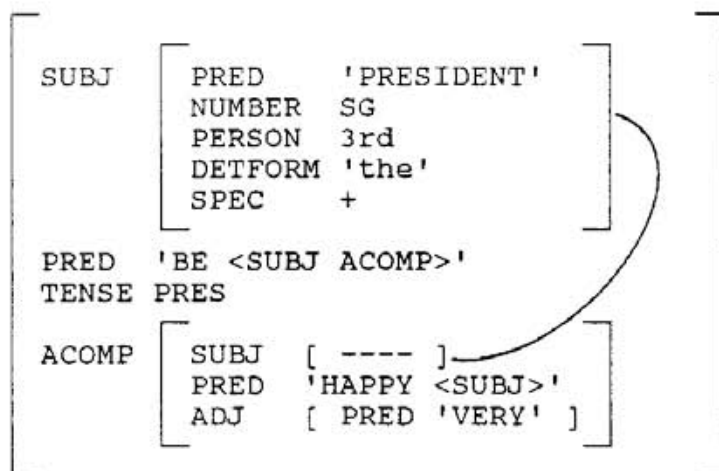 SUBJ PRED 'PRESIDENT'
NUMBER SG
PERSON 3rd
DETFORM 'the'
SPEC +
PRED 'BE <SUBJ ACOMP>'
TENSE PRES
ACOMP SUBJ [ ---- ]
PRED 'HAPPY <SUBJ>'
ADJ [ PRED 'VERY' ]